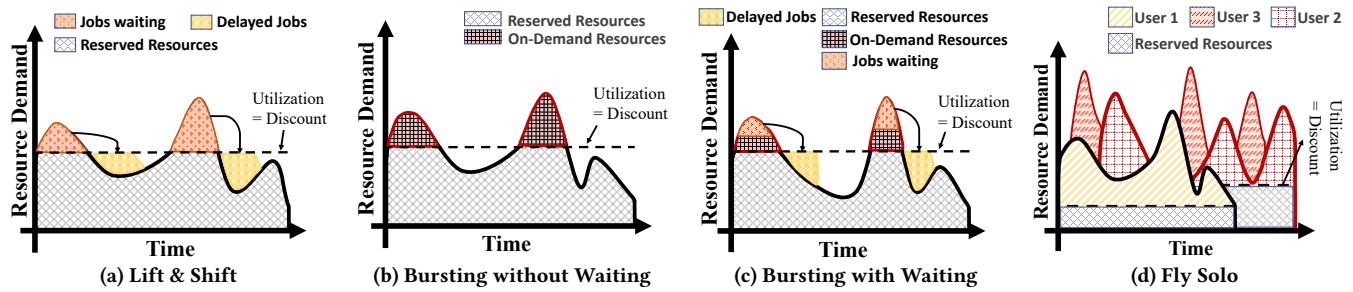 Jobs waiting
Delayed Jobs
Reserved Resources
Resource Demand
Utilization
= Discount
Time
(a) Lift & Shift
Reserved Resources
On-Demand Resources
Resource Demand
Utilization
= Discount
Time
(b) Bursting without Waiting
Delayed Jobs
Reserved Resources
On-Demand Resources
Jobs waiting
Resource Demand
Utilization
= Discount
Time
(c) Bursting with Waiting
User 1
User 3
User 2
Reserved Resources
Resource Demand
Utilization
= Discount
Time
(d) Fly Solo